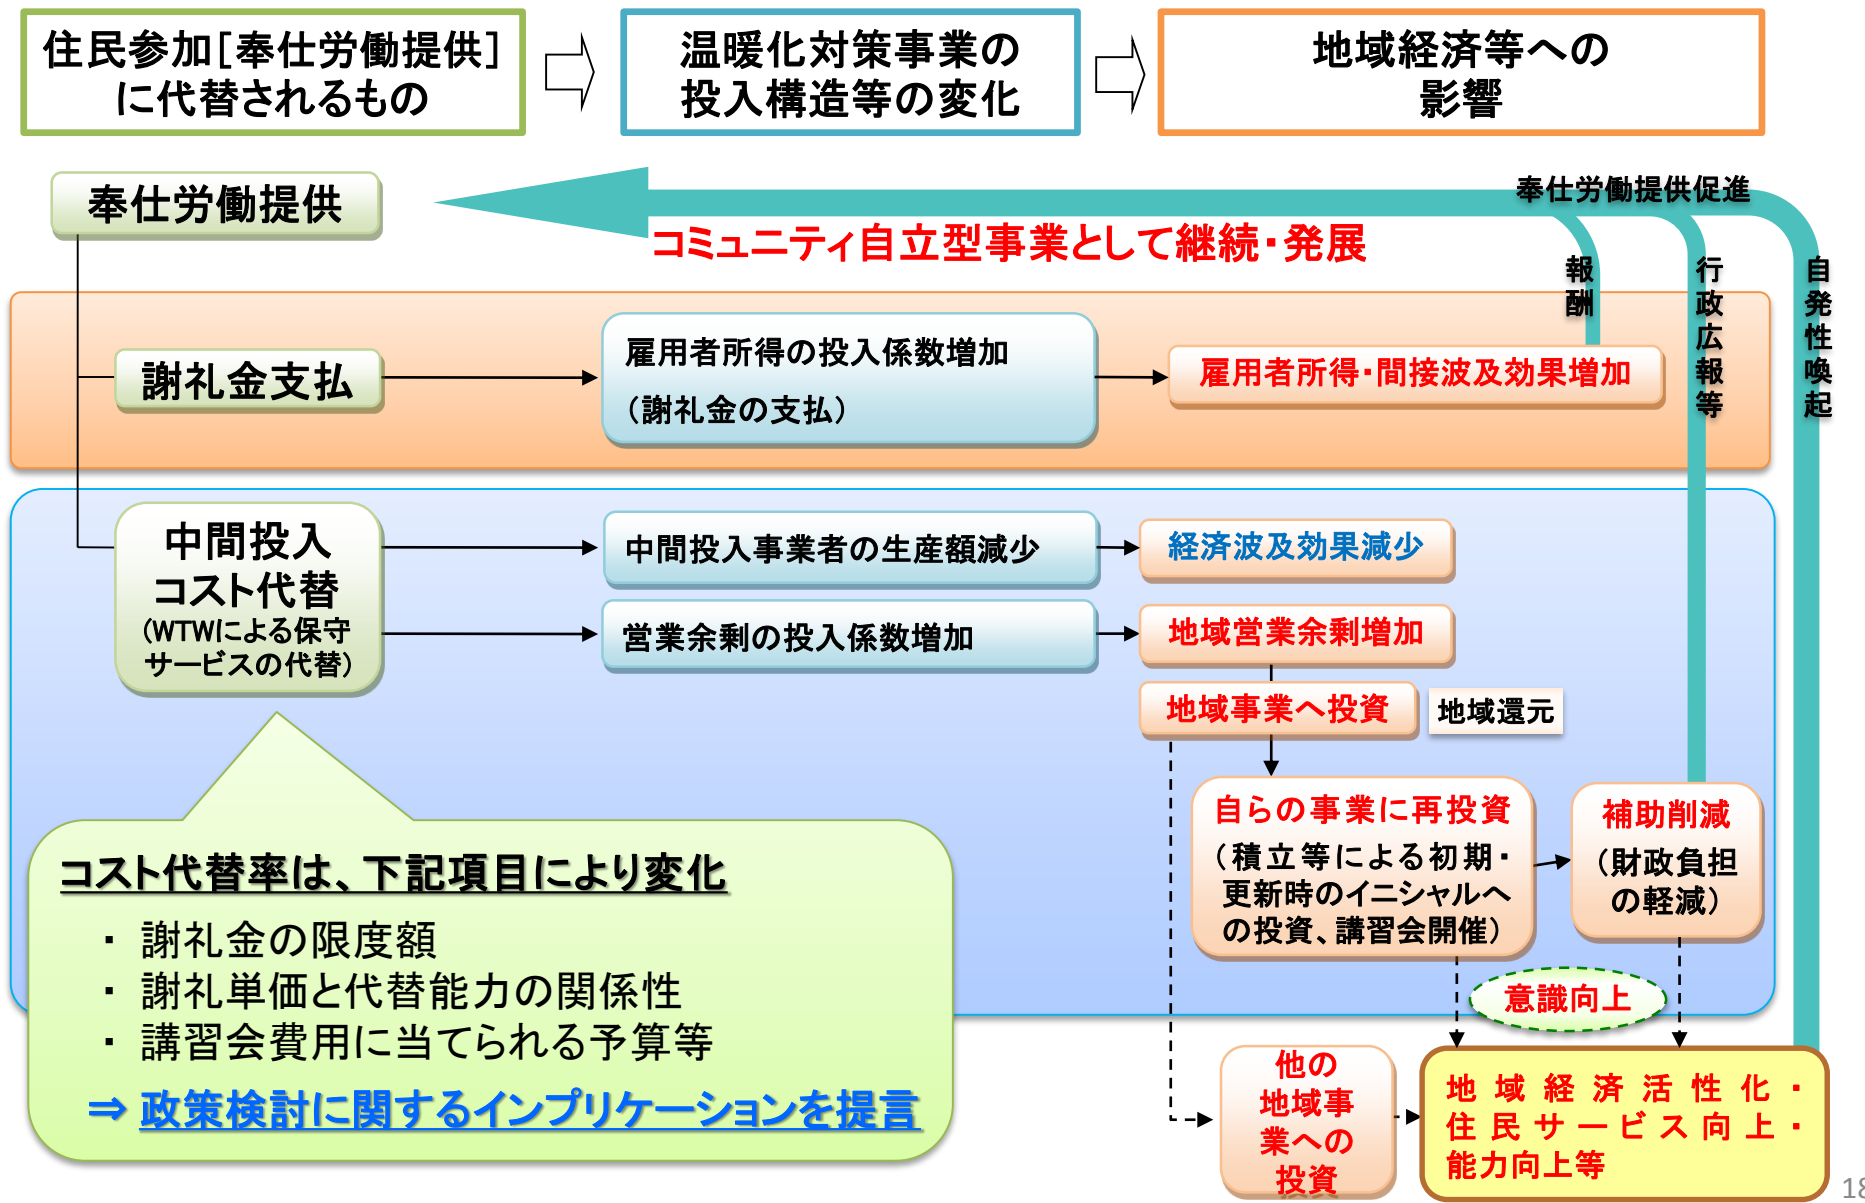 住民参加[奉仕労働提供]
に代替されるもの
温暖化対策事業の
投入構造等の変化
地域経済等への
影響
奉仕労働提供
奉仕労働提供促進
コミュニティ自立型事業として継続・発展
報酬
行政広報等
自発性喚起
謝礼金支払
雇用者所得の投入係数増加
（謝礼金の支払）
雇用者所得・間接波及効果増加
中間投入
コスト代替
(WTWによる保守
サービスの代替)
中間投入事業者の生産額減少
経済波及効果減少
営業余剰の投入係数増加
地域営業余剰増加
地域事業へ投資
地域還元
自らの事業に再投資
（積立等による初期・
更新時のイニシャルへ
の投資、講習会開催）
補助削減
（財政負担
の軽減）
コスト代替率は、下記項目により変化
・ 謝礼金の限度額
・ 謝礼単価と代替能力の関係性
・ 講習会費用に当てられる予算等
⇒ 政策検討に関するインプリケーションを提言
意識向上
他の
地域事
業への
投資
地域経済活性化・
住民サービス向上・
能力向上等
18